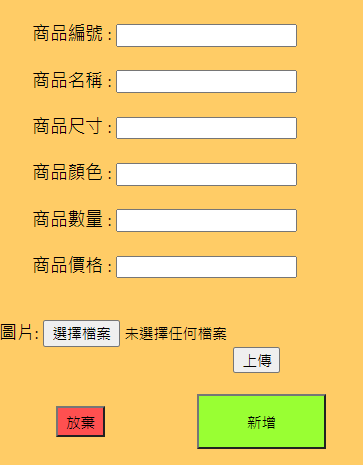 商品編號 :
商品名稱 :
商品尺寸 :
商品顏色 :
商品數量 :
商品價格 :
圖片: 選擇檔案 未選擇任何檔案
上傳
放棄 新增